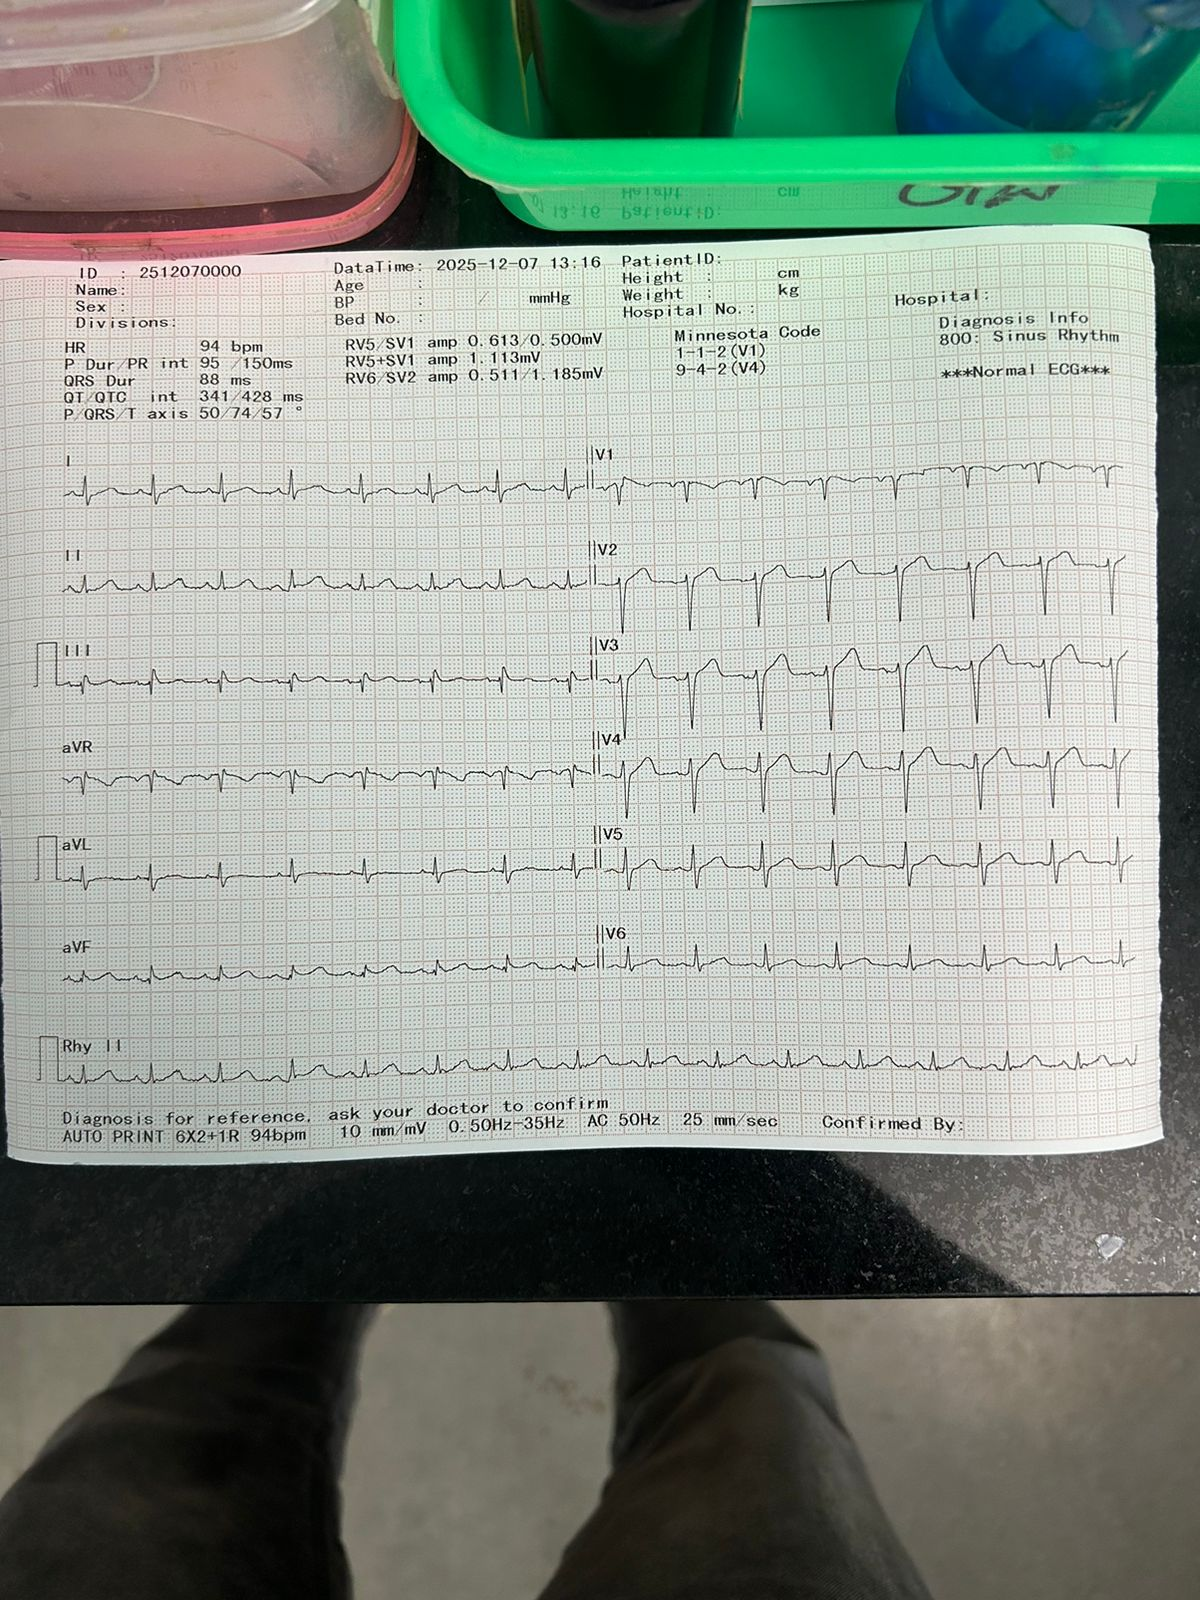 Height : cm
13:16 PatientID:
ID : 2512070000
Name:
Sex :
Divisions:
DataTime: 2025-12-07 13:16
Age :
BP : / mmHg
Bed No. :
PatientID:
Height : cm
Weight : kg
Hospital No. :
Hospital:
HR 94 bpm
P Dur/PR int 95 /150ms
QRS Dur 88 ms
QT/QTC int 341/428 ms
P/QRS/T axis 50/74/57 °
RV5/SV1 amp 0.613/0.500mV
RV5+SV1 amp 1.113mV
RV6/SV2 amp 0.511/1.185mV
Minnesota Code
1-1-2(V1)
9-4-2(V4)
Diagnosis Info
800: Sinus Rhythm
***Normal ECG***
I
V1
II
V2
III
V3
aVR
V4
aVL
V5
aVF
V6
Rhy II
Diagnosis for reference, ask your doctor to confirm
AUTO PRINT 6X2+1R 94bpm 10 mm/mV 0.50Hz-35Hz AC 50Hz 25 mm/sec Confirmed By: